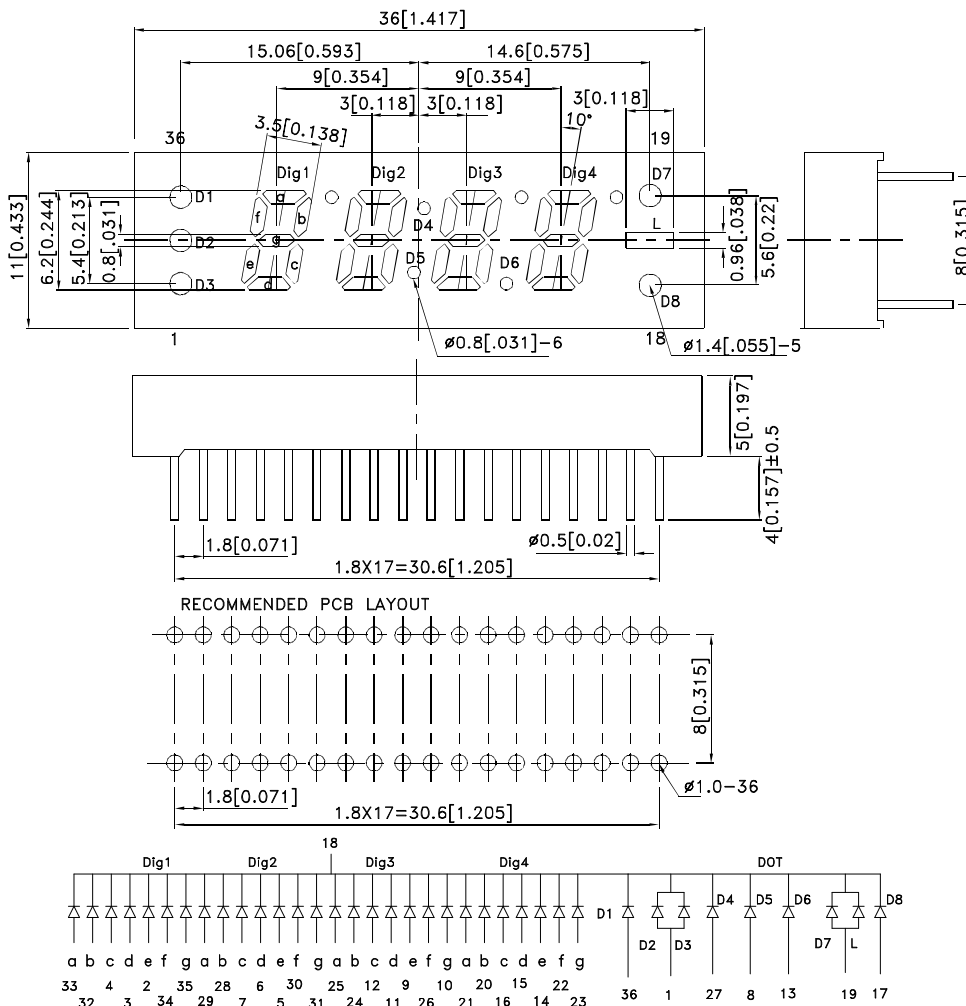 36[1.417]
15.06[0.593] 14.6[0.575]
9[0.354] 9[0.354]
3[0.118] 3[0.118] 3[0.118]
3.5[0.138] 10°
36 19
Dig1 Dig2 Dig3 Dig4 D7
D1 a
f b D4 L
D2 g
e c D5 D6
D3 d D8
11[0.433]
6.2[0.244]
5.4[0.213]
0.8[.031]
0.96[.038]
5.6[0.22]
8[0.315]
1 18
ø0.8[.031]-6
ø1.4[.055]-5
5[0.197]
4[0.157]±0.5
1.8[0.071] ø0.5[0.02]
1.8X17=30.6[1.205]
RECOMMENDED PCB LAYOUT
8[0.315]
1.8[0.071] ø1.0-36
1.8X17=30.6[1.205]
18
Dig1 Dig2 Dig3 Dig4 DOT
D1 D4 D5 D6 D8
D2 D3 D7 L
a b c d e f g a b c d e f g a b c d e f g a b c d e f g
33 4 2 35 28 6 30 25 12 9 10 20 15 22 36 1 27 8 13 19 17
32 3 34 29 7 5 31 24 11 26 21 16 14 23